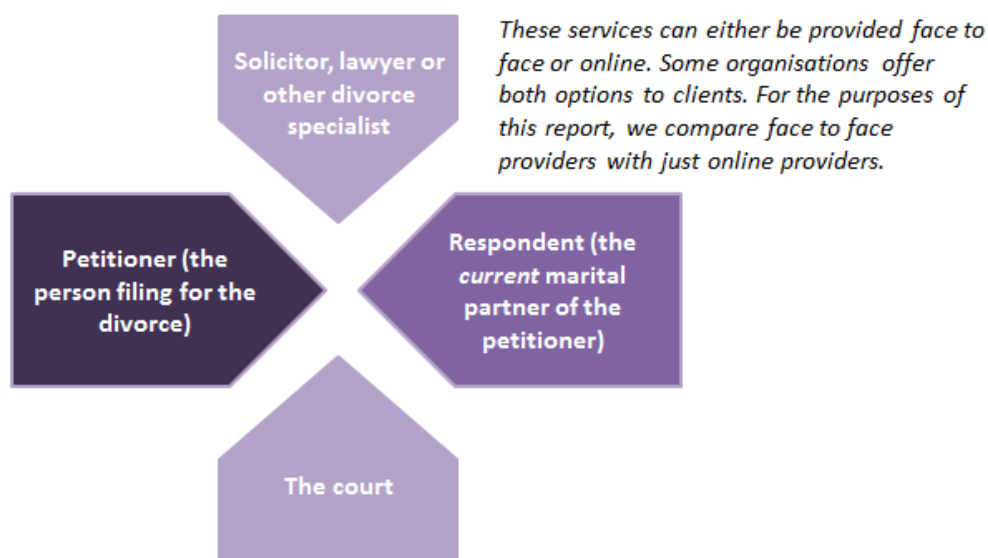 Solicitor, lawyer or
other divorce
specialist
These services can either be provided face to
face or online. Some organisations offer
both options to clients. For the purposes of
this report, we compare face to face
providers with just online providers.
Petitioner (the
person filing for the
divorce)
Respondent (the
current marital
partner of the
petitioner)
The court